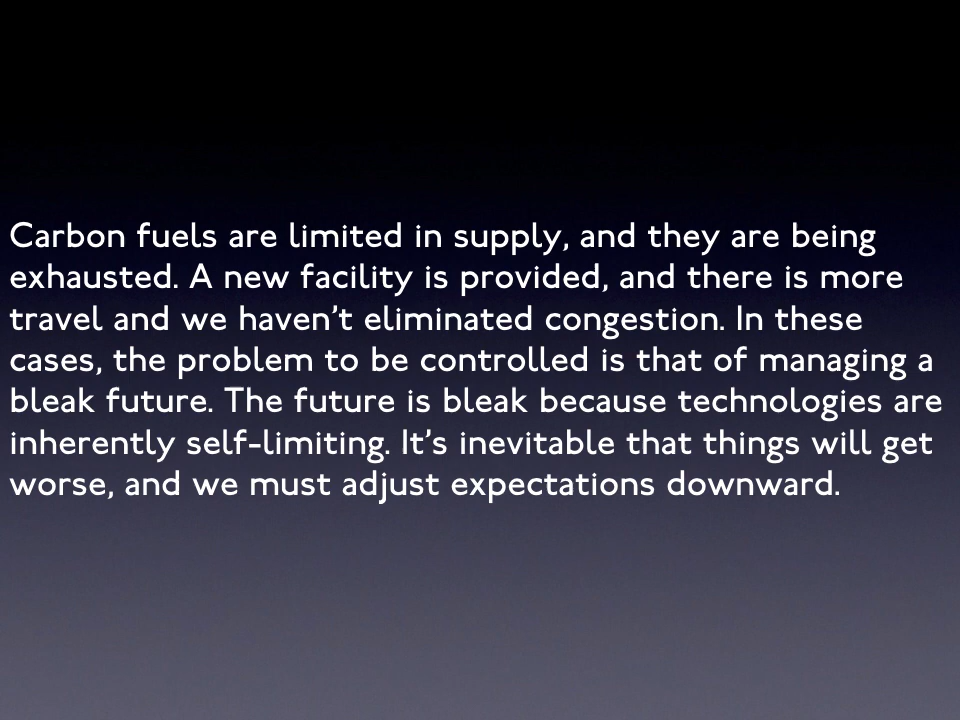 Carbon fuels are limited in supply, and they are being
exhausted. A new facility is provided, and there is more
travel and we haven’t eliminated congestion. In these
cases, the problem to be controlled is that of managing a
bleak future. The future is bleak because technologies are
inherently self-limiting. It’s inevitable that things will get
worse, and we must adjust expectations downward.